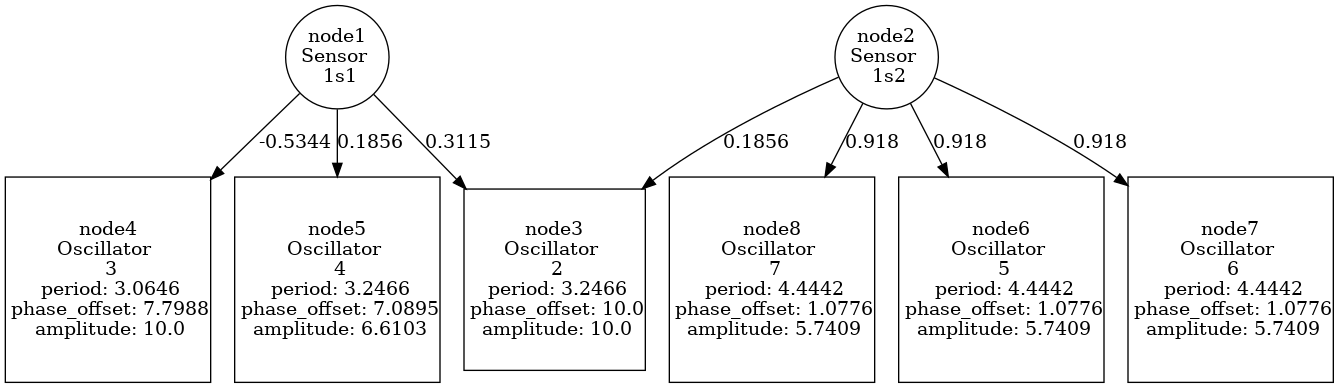 node1
Sensor
1s1
node2
Sensor
1s2
-0.5344
0.1856
0.3115
0.1856
0.918
0.918
0.918
node4
Oscillator
3
period: 3.0646
phase_offset: 7.7988
amplitude: 10.0
node5
Oscillator
4
period: 3.2466
phase_offset: 7.0895
amplitude: 6.6103
node3
Oscillator
2
period: 3.2466
phase_offset: 10.0
amplitude: 10.0
node8
Oscillator
7
period: 4.4442
phase_offset: 1.0776
amplitude: 5.7409
node6
Oscillator
5
period: 4.4442
phase_offset: 1.0776
amplitude: 5.7409
node7
Oscillator
6
period: 4.4442
phase_offset: 1.0776
amplitude: 5.7409